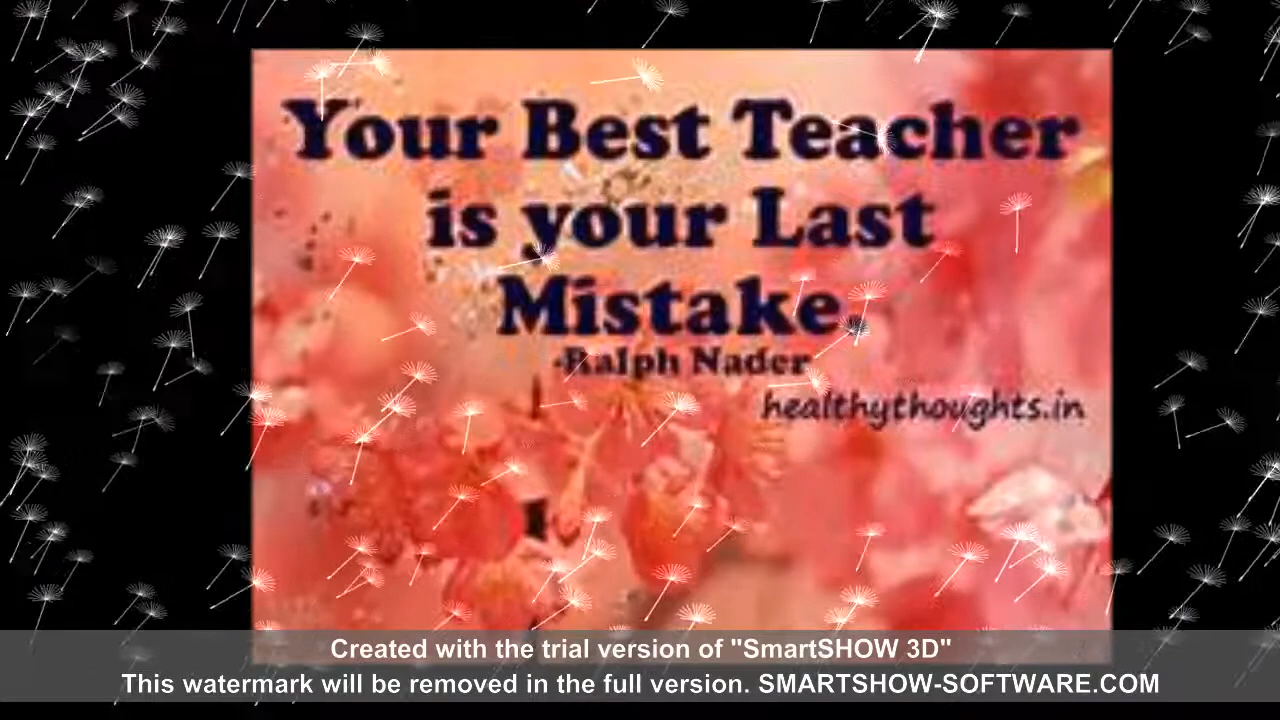 Your Best Teacher
is your Last
Mistake.
-Ralph Nader
healthythoughts.in
Created with the trial version of "SmartSHOW 3D"
This watermark will be removed in the full version. SMARTSHOW-SOFTWARE.COM